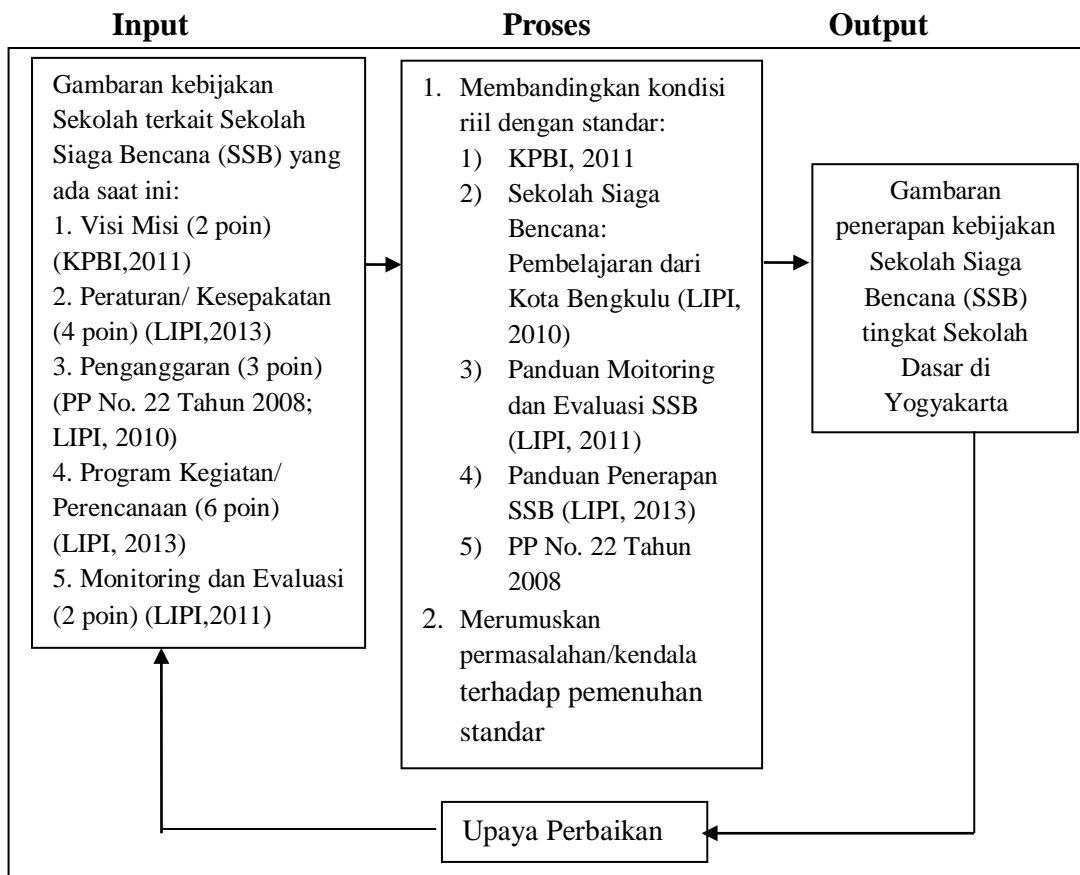 Input Proses Output
Gambaran kebijakan
Sekolah terkait Sekolah
Siaga Bencana (SSB) yang
ada saat ini:
1. Visi Misi (2 poin)
(KPBI,2011)
2. Peraturan/ Kesepakatan
(4 poin) (LIPI,2013)
3. Penganggaran (3 poin)
(PP No. 22 Tahun 2008;
LIPI, 2010)
4. Program Kegiatan/
Perencanaan (6 poin)
(LIPI, 2013)
5. Monitoring dan Evaluasi
(2 poin) (LIPI,2011)
1. Membandingkan kondisi
riil dengan standar:
1) KPBI, 2011
2) Sekolah Siaga
Bencana:
Pembelajaran dari
Kota Bengkulu (LIPI,
2010)
3) Panduan Moitoring
dan Evaluasi SSB
(LIPI, 2011)
4) Panduan Penerapan
SSB (LIPI, 2013)
5) PP No. 22 Tahun
2008
2. Merumuskan
permasalahan/kendala
terhadap pemenuhan
standar
Gambaran
penerapan kebijakan
Sekolah Siaga
Bencana (SSB)
tingkat Sekolah
Dasar di
Yogyakarta
Upaya Perbaikan